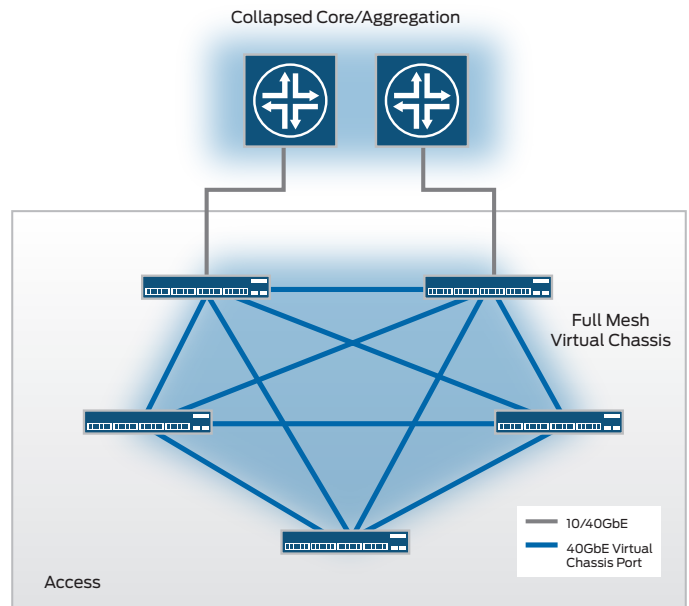 Collapsed Core/Aggregation
Full Mesh
Virtual Chassis
10/40GbE
40GbE Virtual
Chassis Port
Access